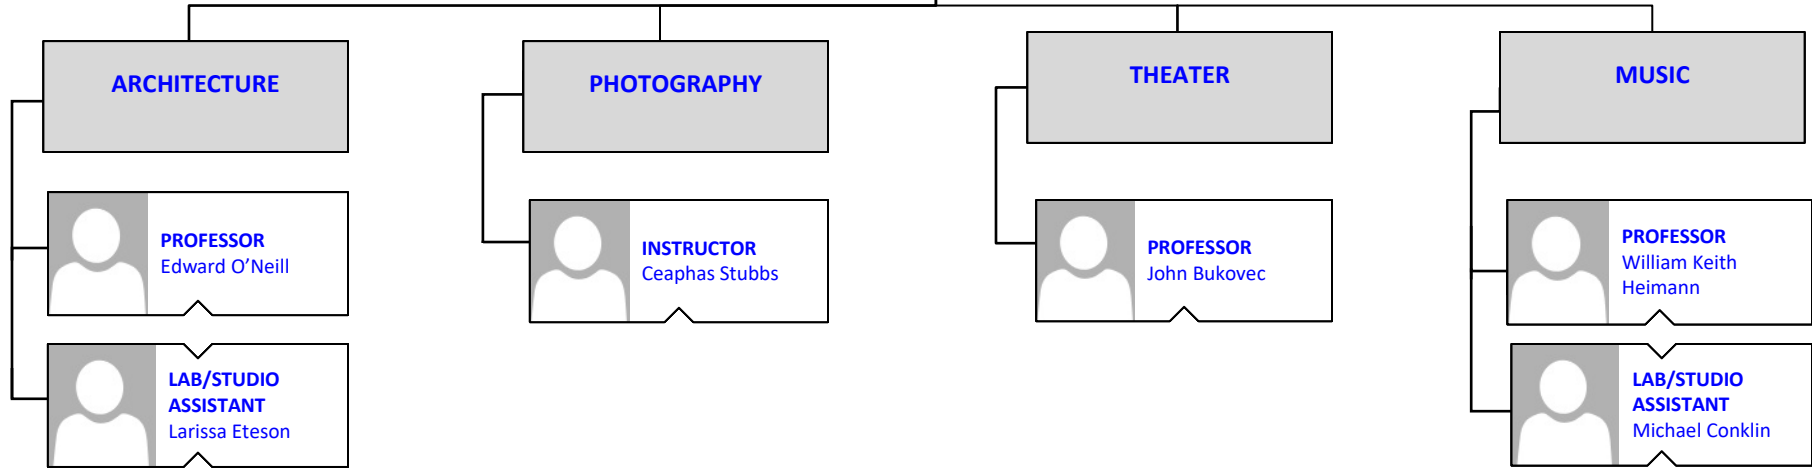 ARCHITECTURE
PHOTOGRAPHY
THEATER
MUSIC
PROFESSOR
Edward O’Neill
LAB/STUDIO
ASSISTANT
Larissa Eteson
INSTRUCTOR
Ceaphas Stubbs
PROFESSOR
John Bukovec
PROFESSOR
William Keith
Heimann
LAB/STUDIO
ASSISTANT
Michael Conklin